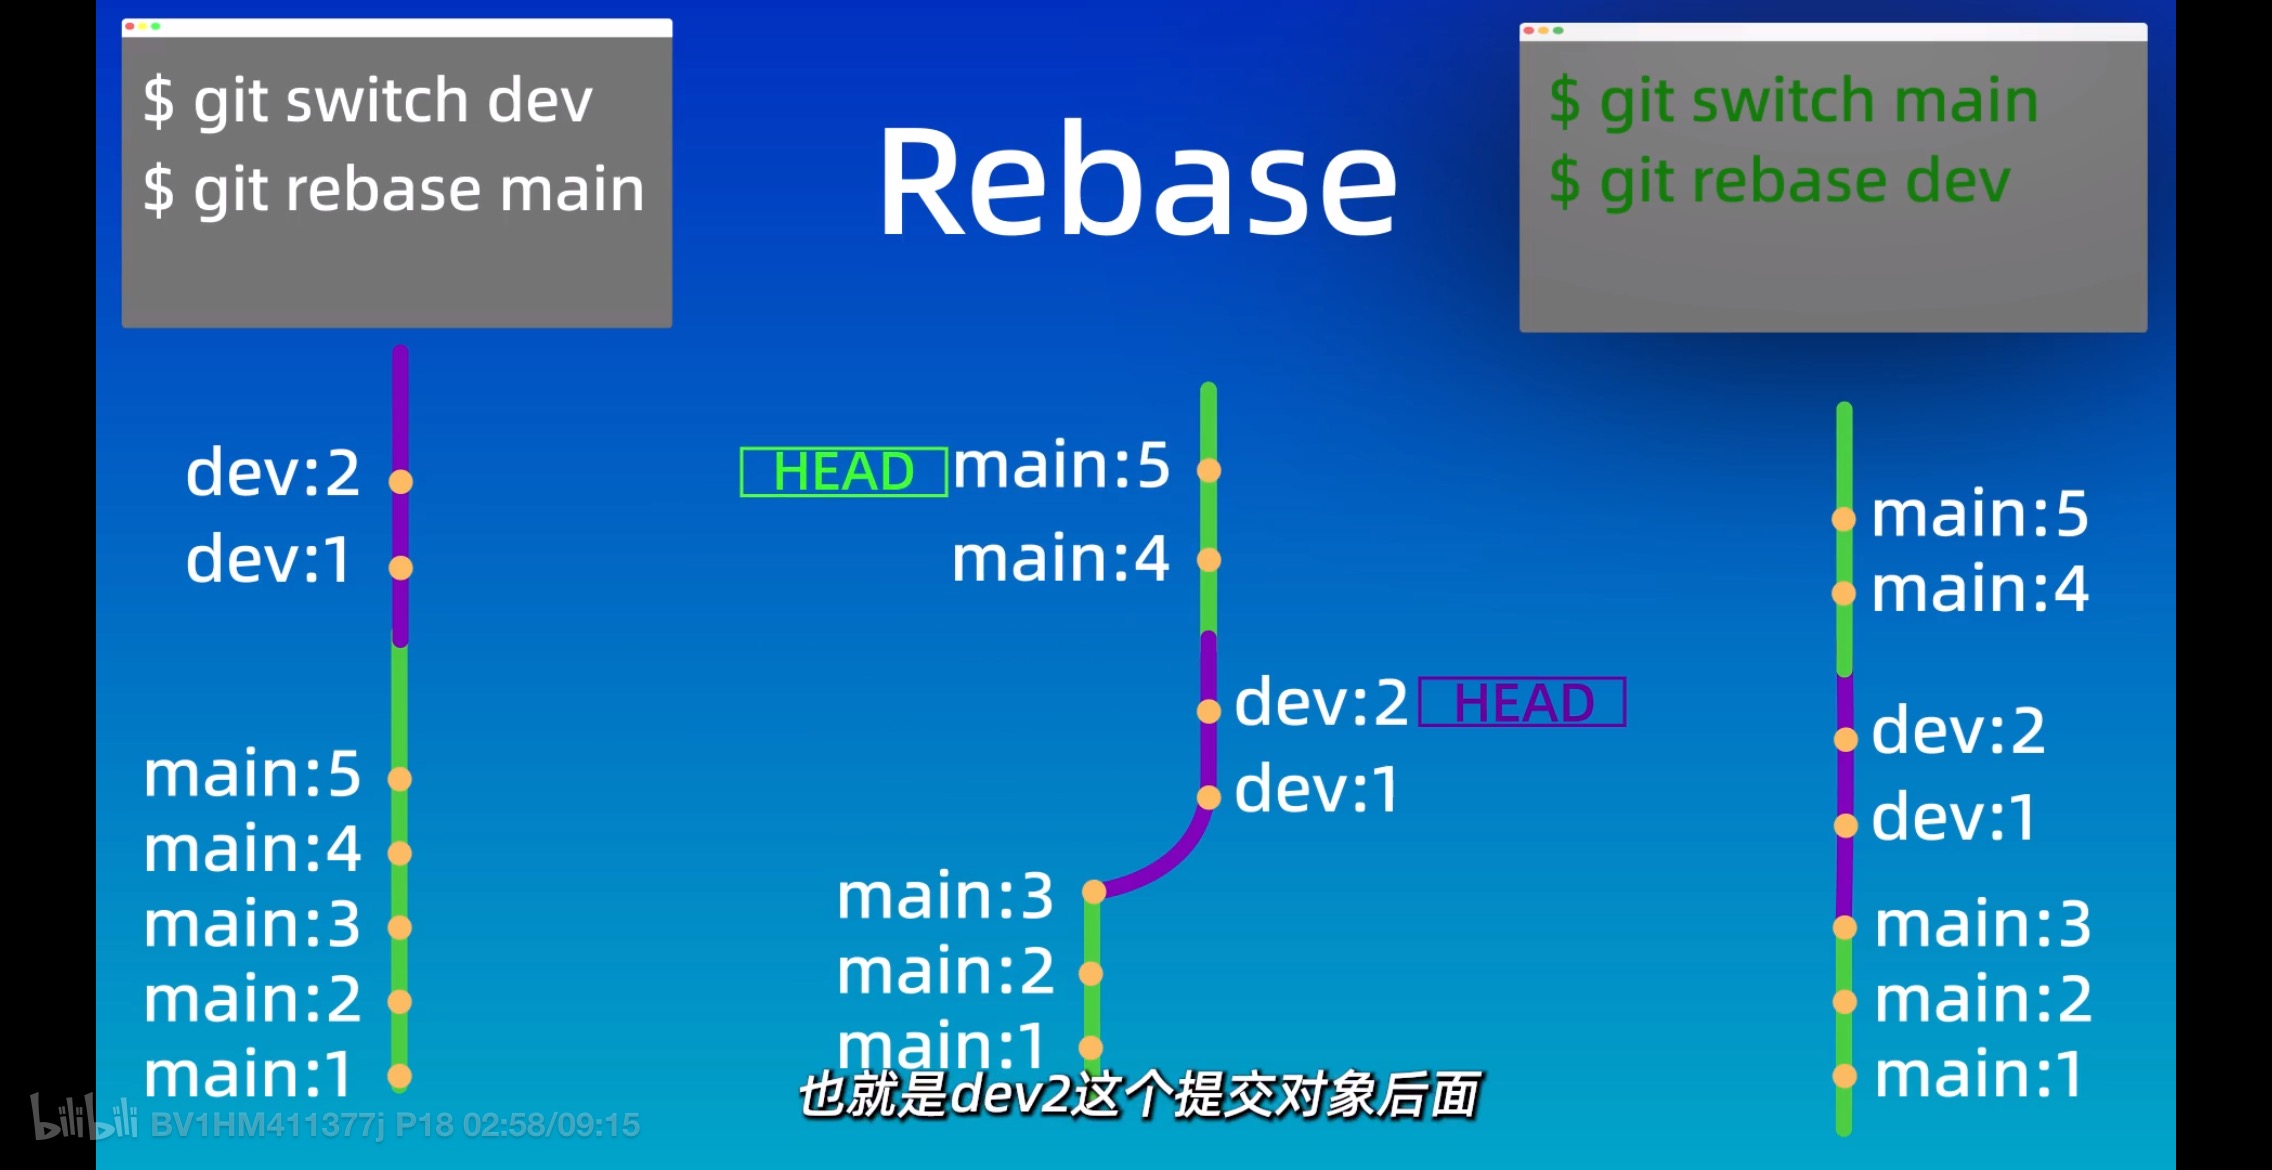 $ git switch dev
$ git rebase main
Rebase
$ git switch main
$ git rebase dev
dev:2
dev:1
main:5
main:4
main:3
main:2
main:1
HEAD main:5
main:4
dev:2 HEAD
dev:1
main:3
main:2
main:1
main:5
main:4
dev:2
dev:1
main:3
main:2
main:1
也就是dev2这个提交对象后面
bilibili BV1HM411377j P18 02:58/09:15